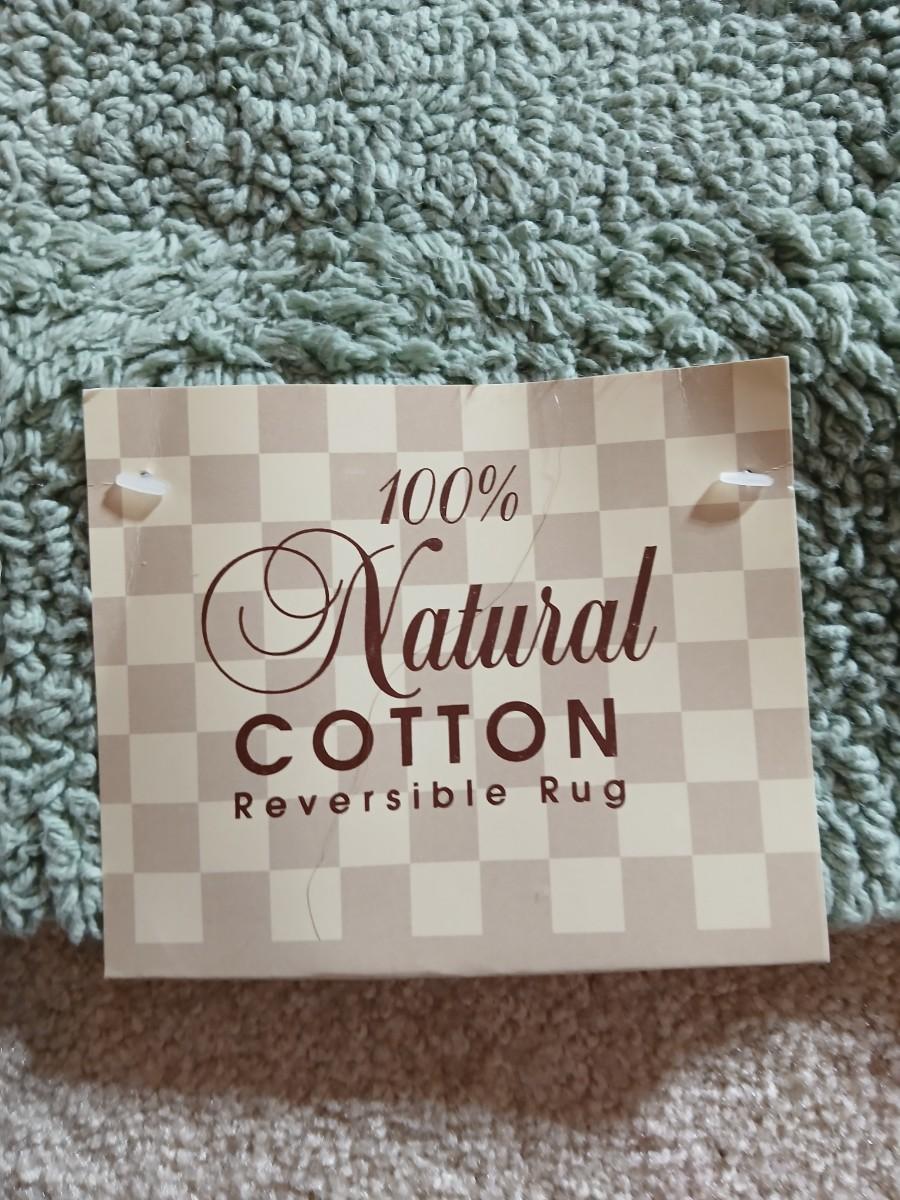 100%
Natural
COTTON
Reversible Rug